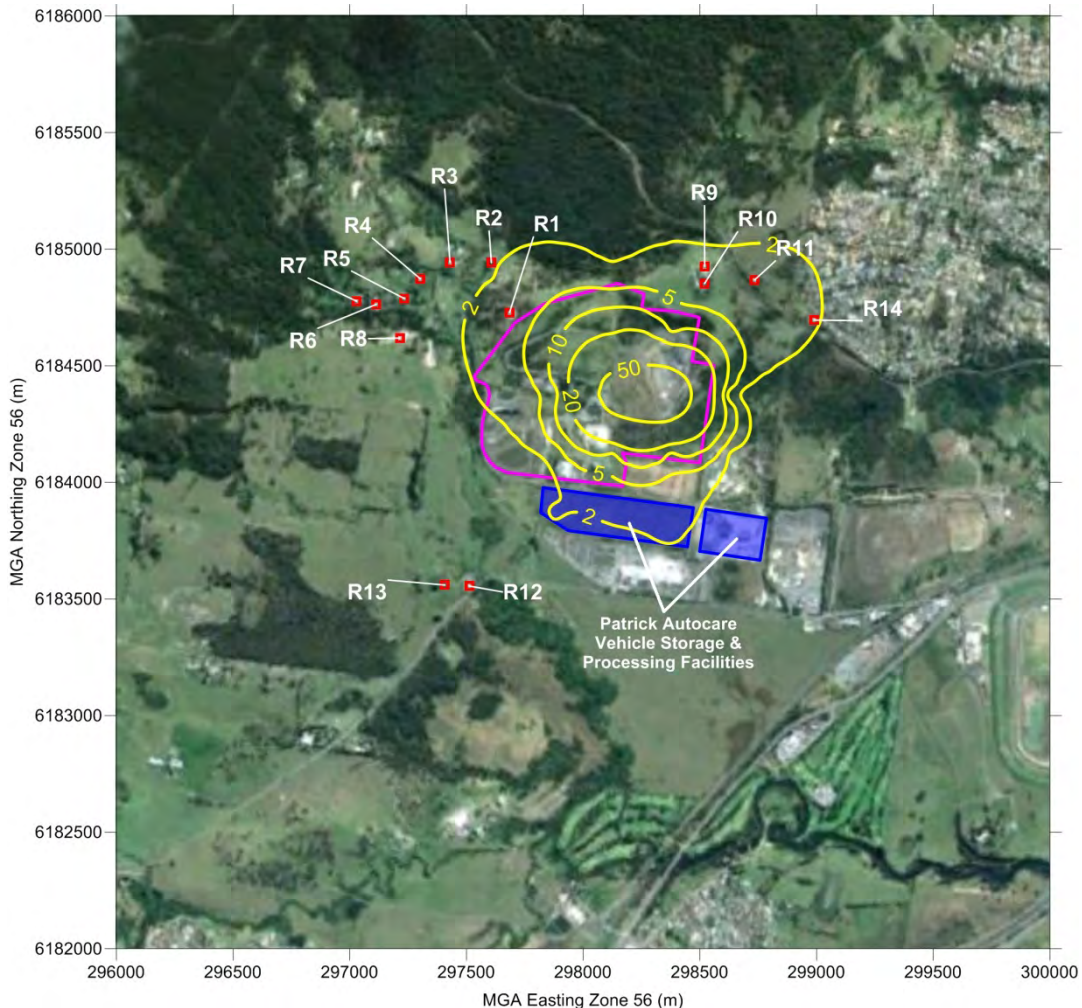 6186000
6185500
6185000
6184500
6184000
6183500
6183000
6182500
6182000
MGA Northing Zone 56 (m)
R3
R2
R1
R4
R5
R7
R6
R8
R9
R10
R11
R14
2
2
5
10
50
20
5
2
R13
R12
Patrick Autocare
Vehicle Storage &
Processing Facilities
296000 296500 297000 297500 298000 298500 299000 299500 300000
MGA Easting Zone 56 (m)